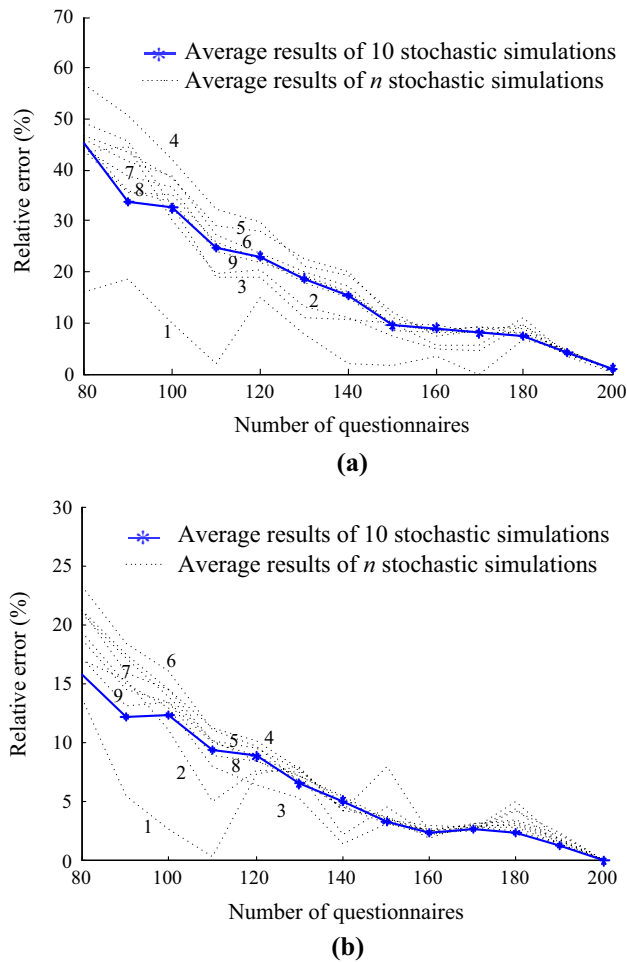 70
60
50
40
30
20
10
0
Relative error (%)
Average results of 10 stochastic simulations
Average results of n stochastic simulations
4
7
8
5
6
9
3
2
1
80 100 120 140 160 180 200
Number of questionnaires
(a)
30
25
20
15
10
5
0
Relative error (%)
Average results of 10 stochastic simulations
Average results of n stochastic simulations
6
7
9
5 4
2 8
3
1
80 100 120 140 160 180 200
Number of questionnaires
(b)